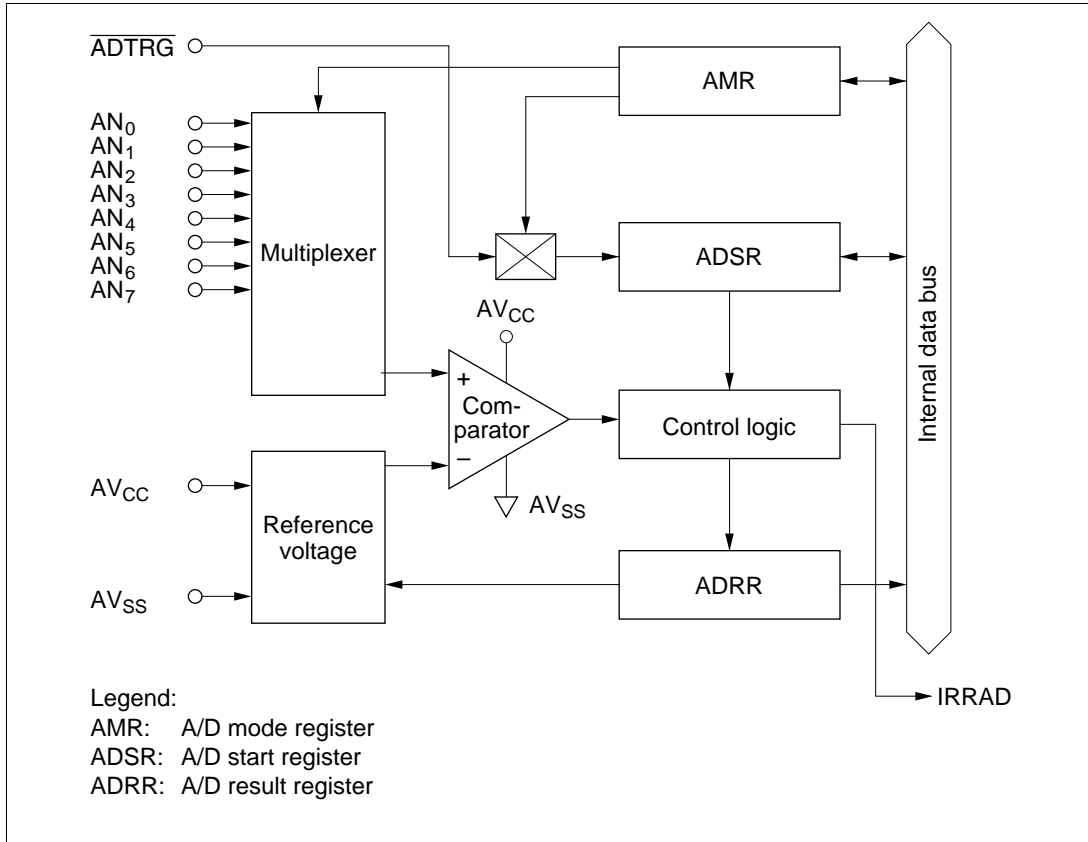 ADTRG
AMR
AN0
AN1
AN2
AN3
AN4
AN5
AN6
AN7
Multiplexer
ADSR
Internal data bus
AVCC
+
Com-
parator
−
Control logic
AVSS
AVCC
Reference
voltage
AVSS
ADRR
IRRAD
Legend:
AMR: A/D mode register
ADSR: A/D start register
ADRR: A/D result register